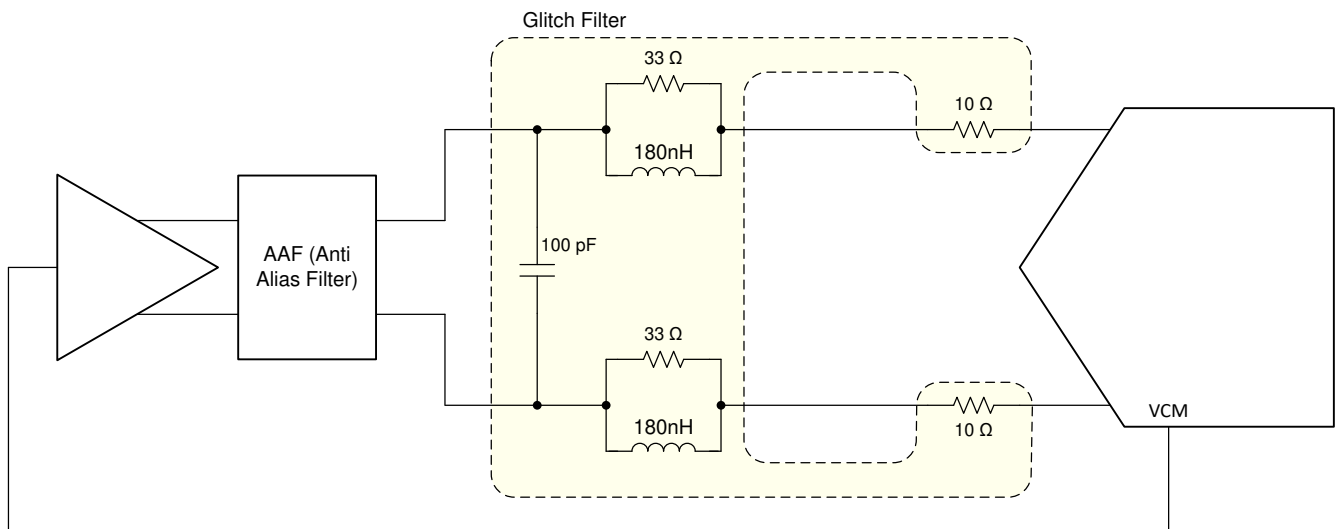 Glitch Filter
33 Ω
10 Ω
180nH
AAF (Anti
Alias Filter)
100 pF
33 Ω
180nH
10 Ω
VCM